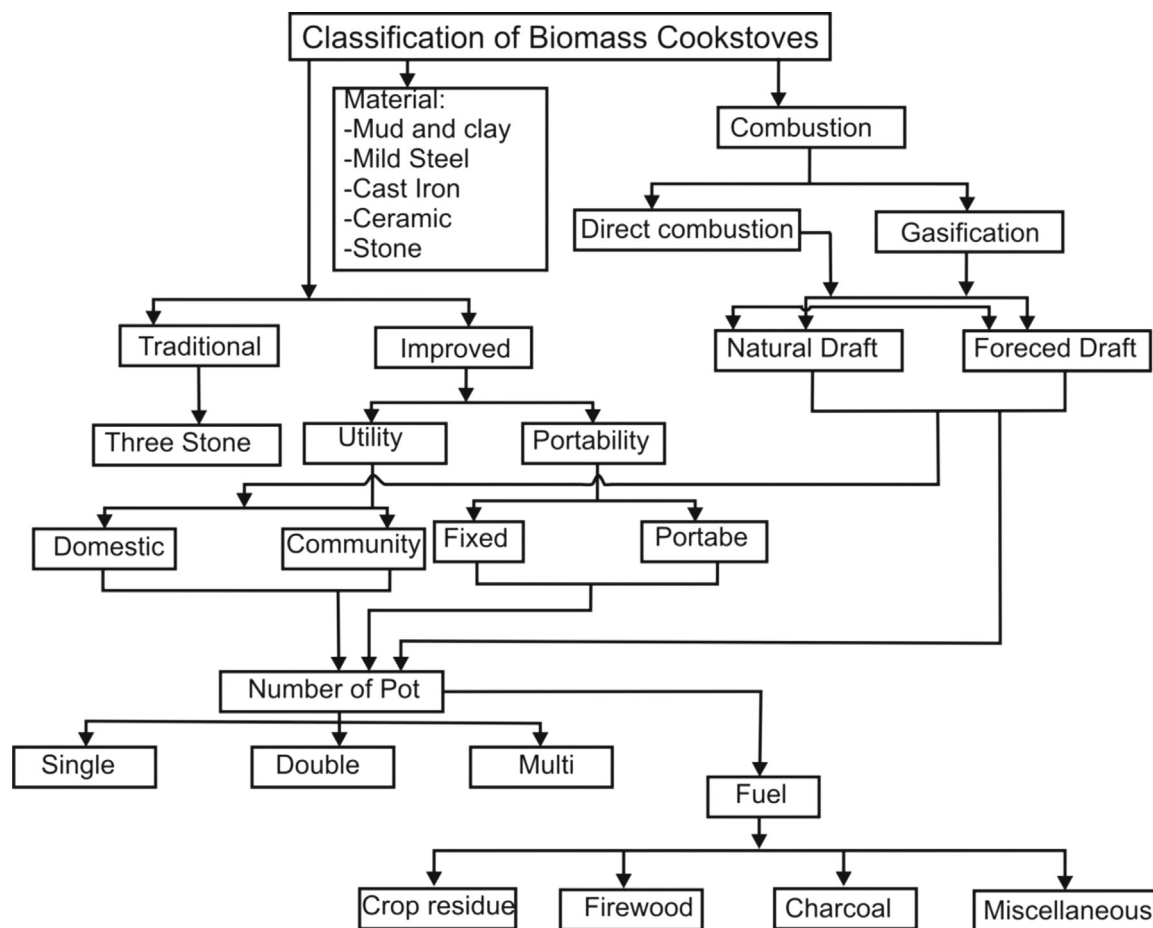 Classification of Biomass Cookstoves
Material:
-Mud and clay
-Mild Steel
-Cast Iron
-Ceramic
-Stone
Combustion
Direct combustion
Gasification
Traditional
Improved
Natural Draft
Foreced Draft
Three Stone
Utility
Portability
Domestic
Community
Fixed
Portabe
Number of Pot
Single
Double
Multi
Fuel
Crop residue
Firewood
Charcoal
Miscellaneous